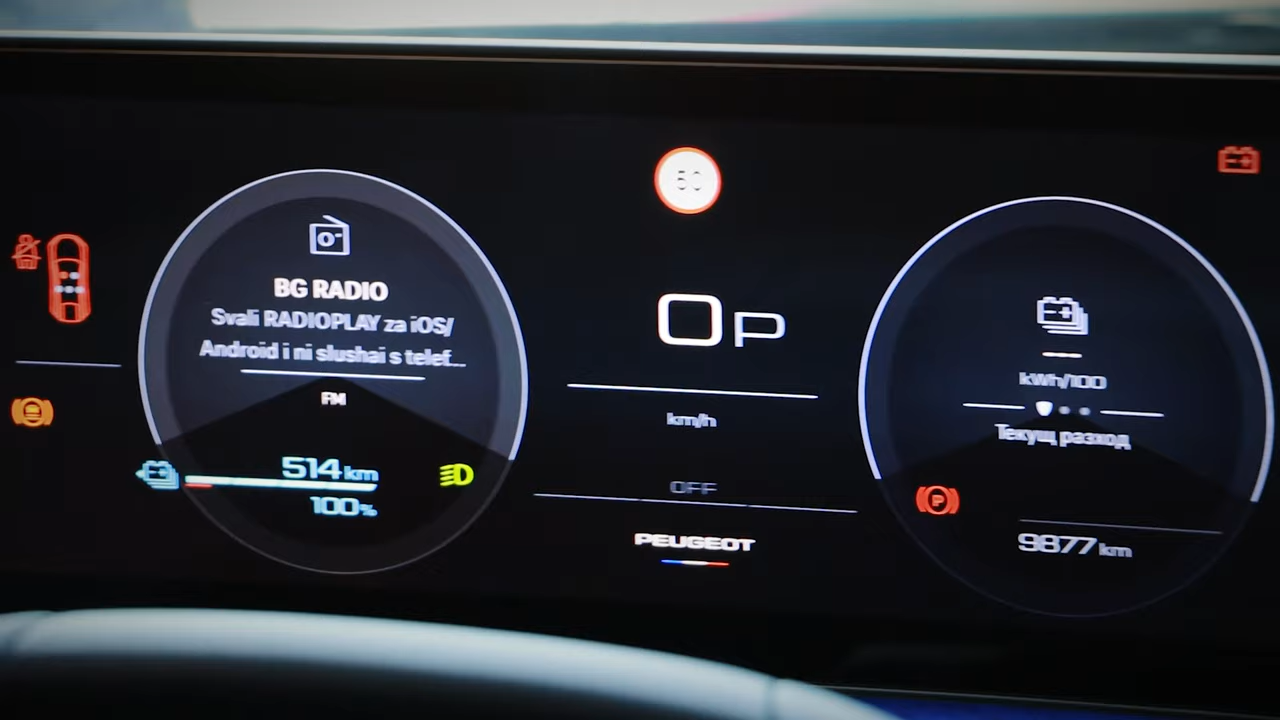 50
BG RADIO
Svali RADIOPLAY za iOS/
Android i ni slushai s telef...
FM
514 km
100%
0 P
km/h
OFF
PEUGEOT
kWh/100
Текущ разход
P
9877 km